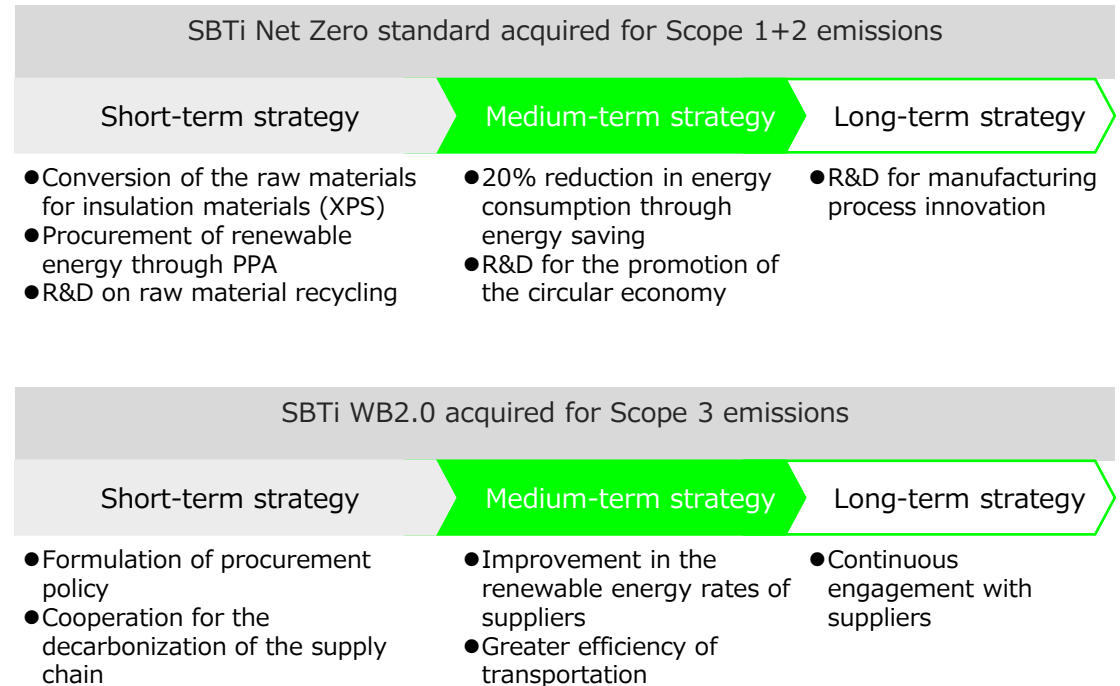 SBTi Net Zero standard acquired for Scope 1+2 emissions
Short-term strategy
Medium-term strategy
Long-term strategy
●Conversion of the raw materials
for insulation materials (XPS)
●Procurement of renewable
energy through PPA
●R&D on raw material recycling
●20% reduction in energy
consumption through
energy saving
●R&D for the promotion of
the circular economy
●R&D for manufacturing
process innovation
SBTi WB2.0 acquired for Scope 3 emissions
Short-term strategy
Medium-term strategy
Long-term strategy
●Formulation of procurement
policy
●Cooperation for the
decarbonization of the supply
chain
●Improvement in the
renewable energy rates of
suppliers
●Greater efficiency of
transportation
●Continuous
engagement with
suppliers